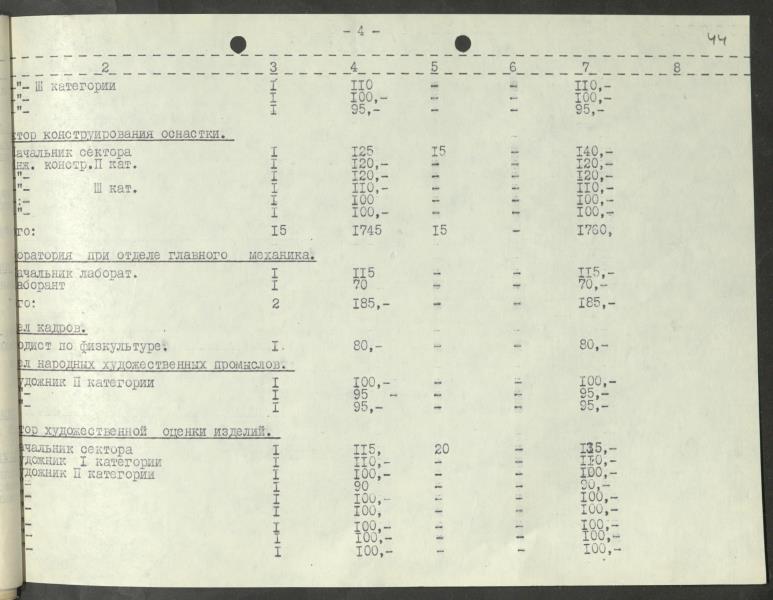 - 4 -
44
2 3 4 5 6 7 8
-"- Ш категории I IIO - - IIO,-
-"- I I00,- - - I00,-
-"- I 95,- - - 95,-
тор конструирования оснастки.
ачальник сектора I I25 I5 - I40,-
нж. констр.П кат. I I20,- - - I20,-
"- I I20,- - - I20,-
"- Ш кат. I II0,- - - II0,-
"- I I00 - - I00,-
"- I I00,- - - I00,-
го: I5 I745 I5 - I760,
оратория при отделе главного механика.
ачальник лаборат. I II5 - - II5,-
аборант I 70 - - 70,-
го: 2 I85,- - - I85,-
ел кадров.
одист по физкультуре. I. 80,- - - 80,-
ел народных художественных промыслов.
удожник П категории I I00,- - - I00,-
"- I 95 - - - 95,-
"- I 95,- - - 95,-
тор художественной оценки изделий.
ачальник сектора I II5, 20 - I35,-
удожник I категории I II0,- - - II0,-
удожник П категории I I00,- - - I00,-
- I 90 - - 90,-
- I I00,- - - I00,-
- I I00, - - I00,-
- I I00,- - - I00,-
- I I00,- - - I00,-
- I I00,- - - I00,-